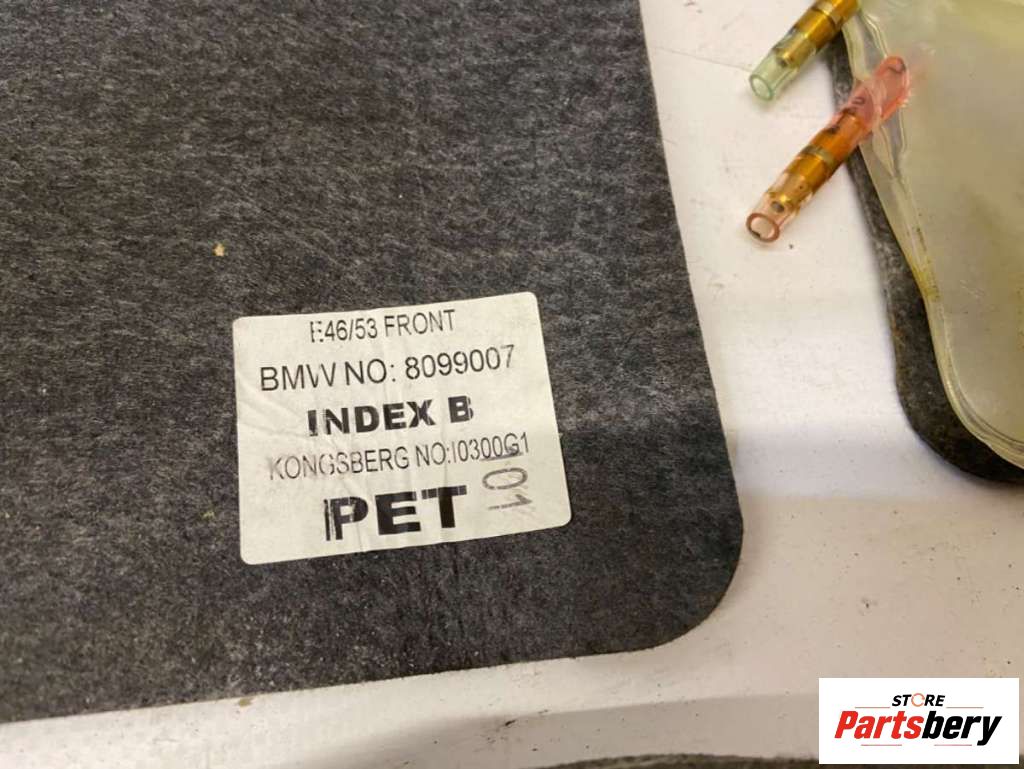 E46/53 FRONT
BMW NO: 8099007
INDEX B
KONGSBERG NO:I0300G1
01
PET
STORE
Partsbery